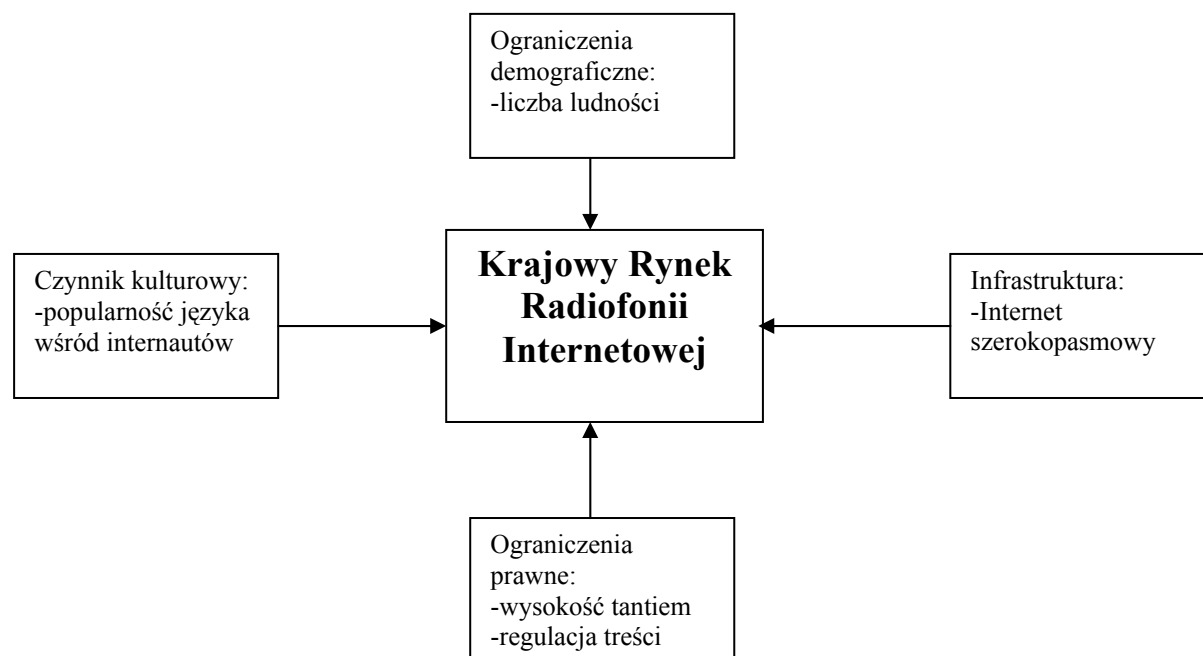 Ograniczenia
demograficzne:
-liczba ludności
Czynnik kulturowy:
-popularność języka
wśród internautów
Krajowy Rynek
Radiofonii
Internetowej
Infrastruktura:
-Internet
szerokopasmowy
Ograniczenia
prawne:
-wysokość tantiem
-regulacja treści